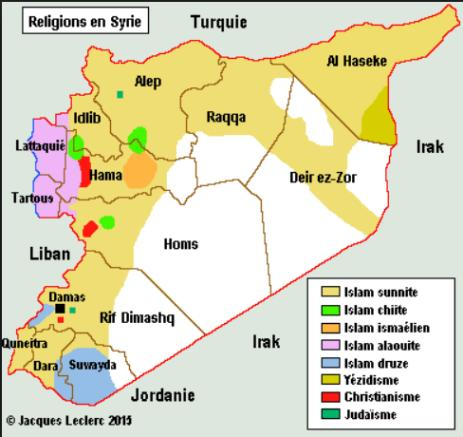 Religions en Syrie
Turquie
Al Haseke
Alep
Idlib
Raqqa
Lattaquié
Hama
Irak
Deir ez-Zor
Tartous
Homs
Liban
Damas
Rif Dimashq
Quneitra
Irak
Dara
Suwayda
Jordanie
Islam sunnite
Islam chiite
Islam ismaélien
Islam alaouite
Islam druze
Yézidisme
Christianisme
Judaïsme
© Jacques Leclerc 2015